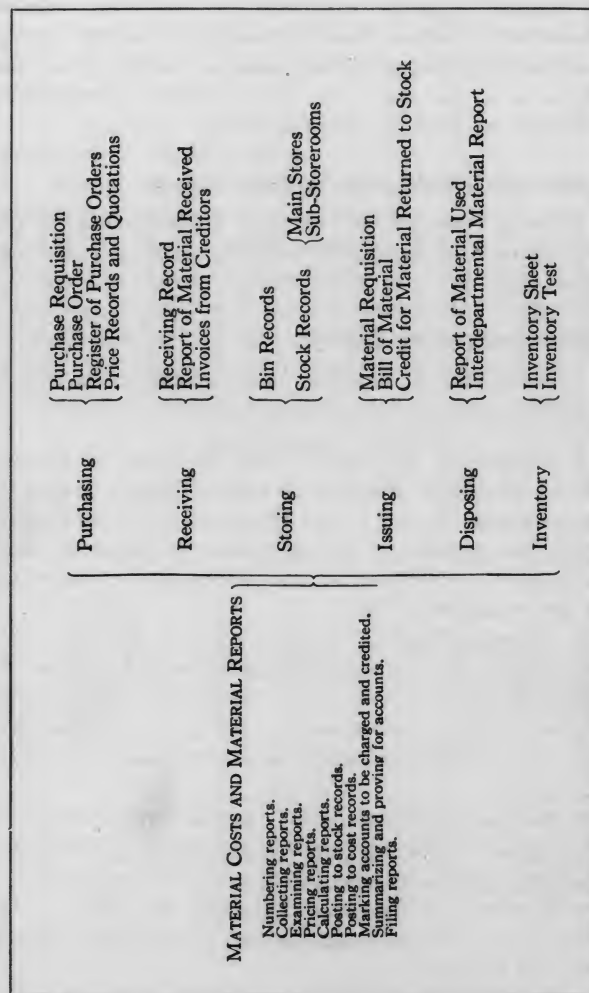 MATERIAL COSTS AND MATERIAL REPORTS
Numbering reports.
Collecting reports.
Examining reports.
Pricing reports.
Calculating reports.
Posting to stock records.
Posting to cost records.
Marking accounts to be charged and credited.
Summarizing and proving for accounts.
Filing reports.
Purchasing
Purchase Requisition
Purchase Order
Register of Purchase Orders
Price Records and Quotations
Receiving
Receiving Record
Report of Material Received
Invoices from Creditors
Storing
Bin Records
Stock Records
Main Stores
Sub-Storerooms
Issuing
Material Requisition
Bill of Material
Credit for Material Returned to Stock
Disposing
Report of Material Used
Interdepartmental Material Report
Inventory
Inventory Sheet
Inventory Test